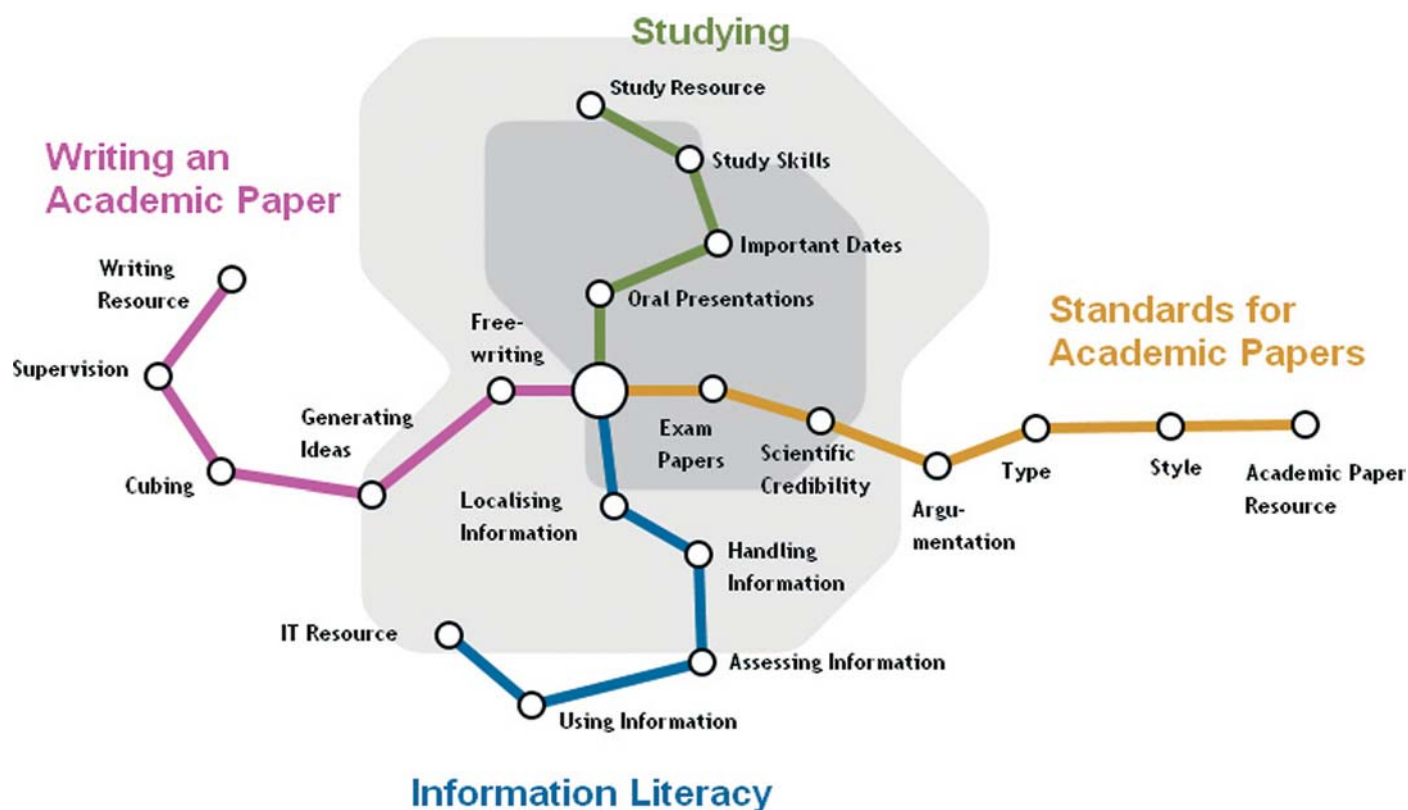 Studying
Study Resource
Study Skills
Important Dates
Oral Presentations
Writing an
Academic Paper
Writing
Resource
Supervision
Cubing
Generating
Ideas
Free-
writing
Standards for
Academic Papers
Exam
Papers
Scientific
Credibility
Argu-
mentation
Type
Style
Academic Paper
Resource
Localising
Information
Handling
Information
Assessing Information
Using Information
IT Resource
Information Literacy